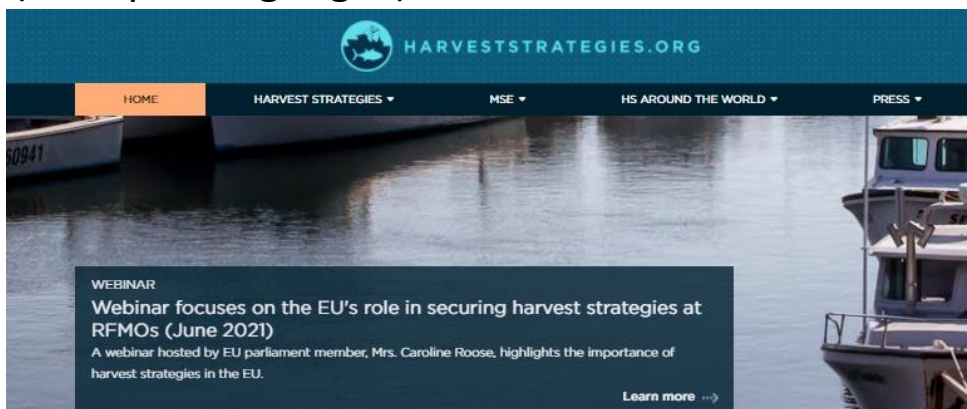 HARVESTSTRATEGIES.ORG
HOME HARVEST STRATEGIES MSE HS AROUND THE WORLD PRESS
60941
WEBINAR
Webinar focuses on the EU's role in securing harvest strategies at
RFMOs (June 2021)
A webinar hosted by EU parliament member, Mrs. Caroline Roose, highlights the importance of
harvest strategies in the EU.
Learn more